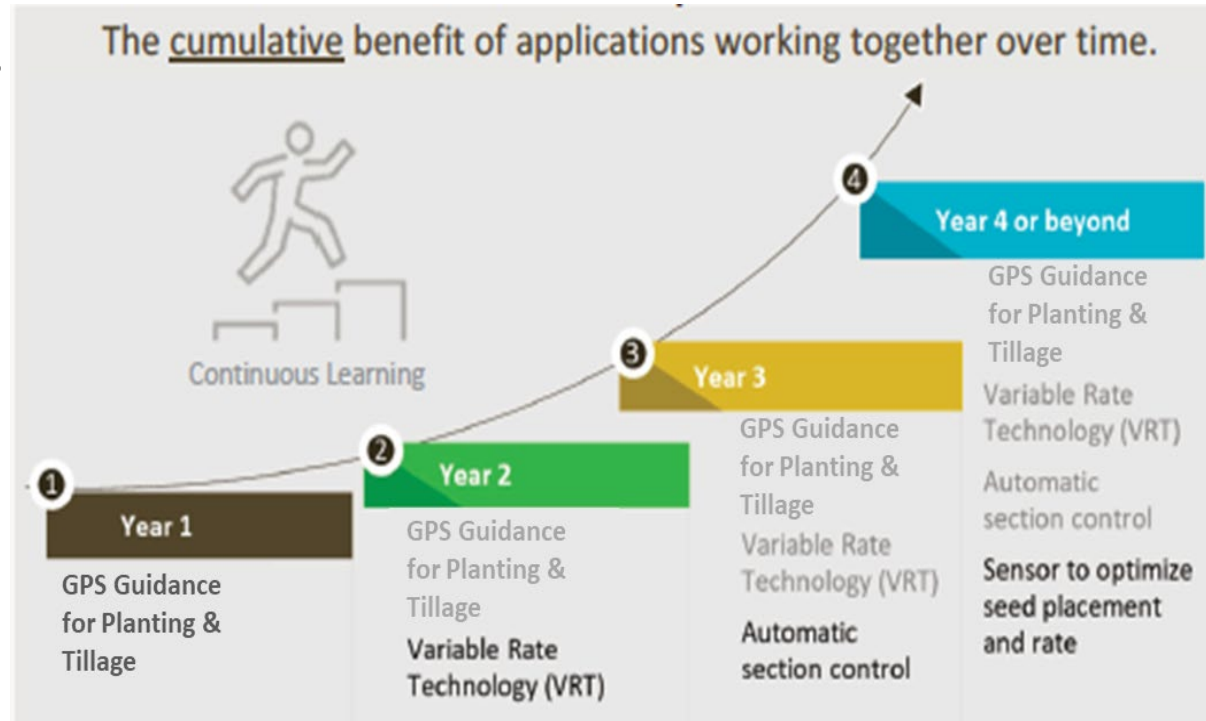 The cumulative benefit of applications working together over time.
Continuous Learning
1
Year 1
GPS Guidance
for Planting &
Tillage
2
Year 2
GPS Guidance
for Planting &
Tillage
Variable Rate
Technology (VRT)
3
Year 3
GPS Guidance
for Planting &
Tillage
Variable Rate
Technology (VRT)
Automatic
section control
4
Year 4 or beyond
GPS Guidance
for Planting &
Tillage
Variable Rate
Technology (VRT)
Automatic
section control
Sensor to optimize
seed placement
and rate